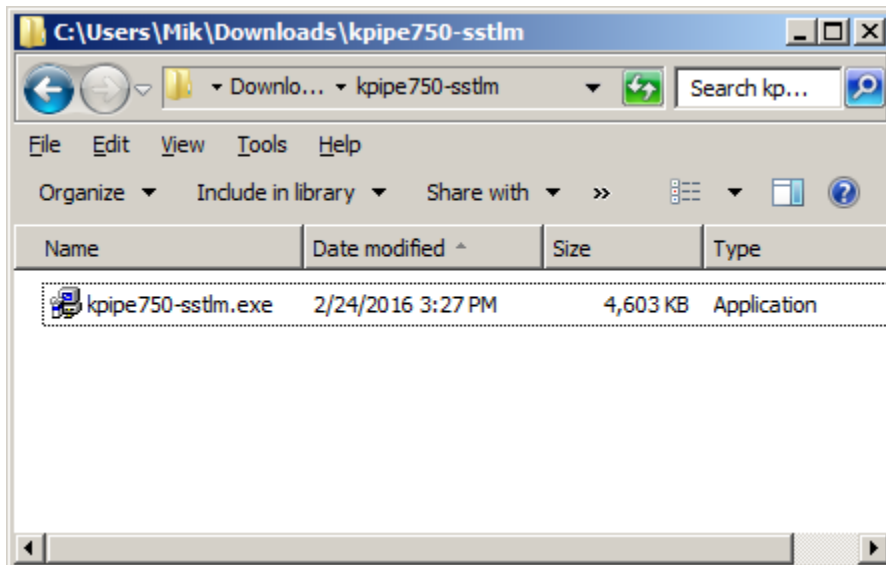 C:\Users\Mik\Downloads\kpipe750-sstlm
Downlo... kpipe750-sstlm Search kp...
File Edit View Tools Help
Organize Include in library Share with »
Name Date modified Size Type
kpipe750-sstlm.exe 2/24/2016 3:27 PM 4,603 KB Application